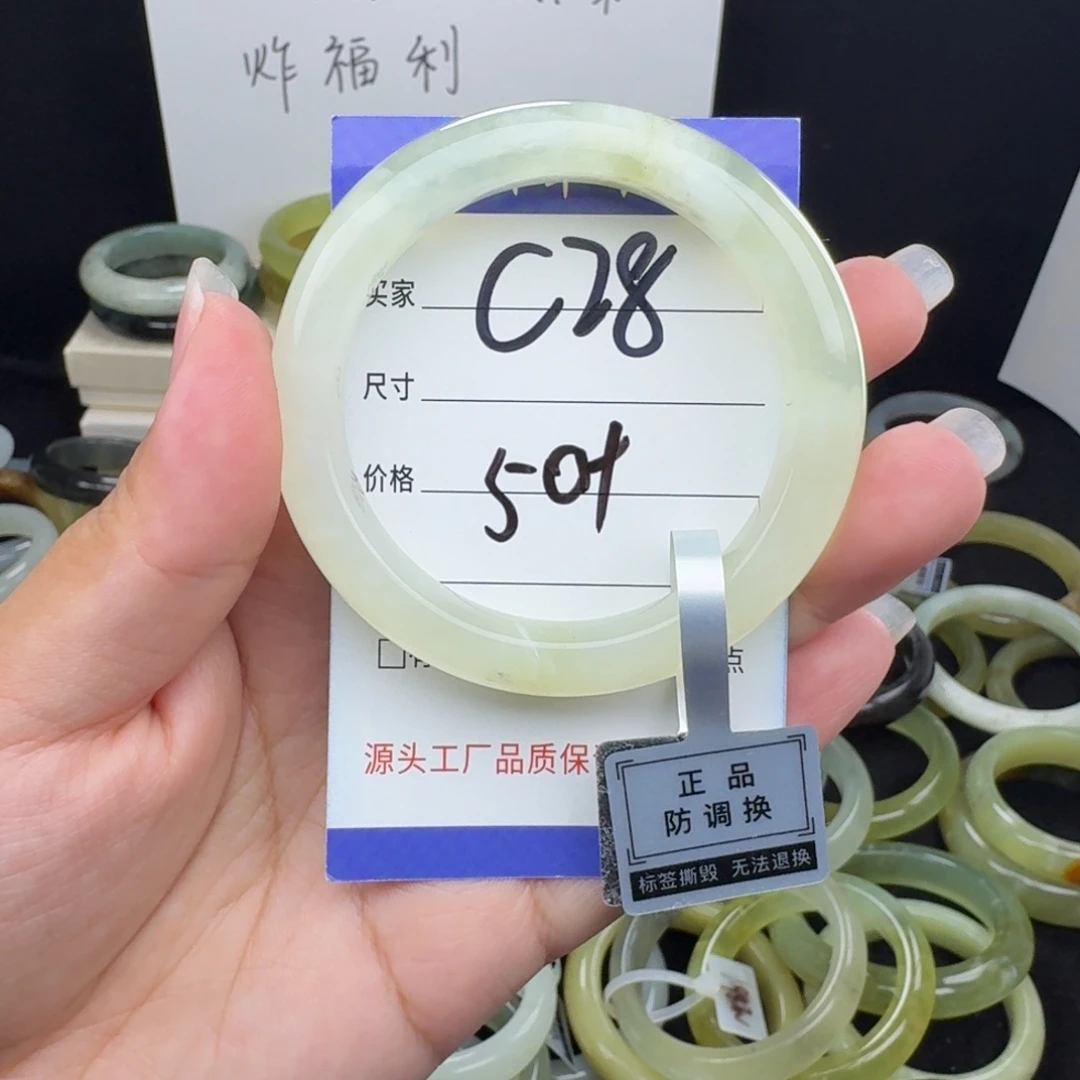 炸福利
买家 C28
尺寸
价格 501
源头工厂品质保
正品
防调换
标签撕毁 无法退换